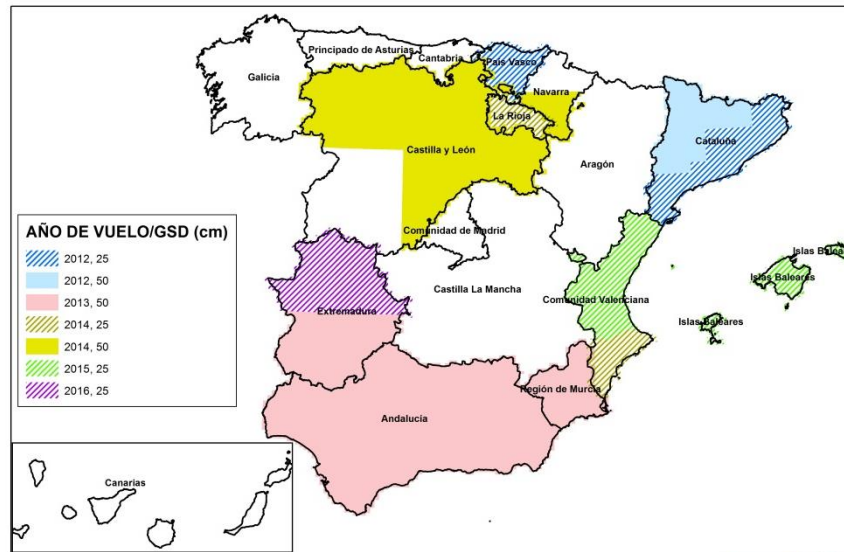 Principado de Asturias
Cantabria
País Vasco
Galicia
Navarra
La Rioja
Cataluña
Castilla y León
Aragón
AÑO DE VUELO/GSD (cm)
2012, 25
2012, 50
2013, 50
2014, 25
2014, 50
2015, 25
2016, 25
Comunidad de Madrid
Islas Balea
Islas Baleares
Castilla La Mancha
Comunidad Valenciana
Extremadura
Islas Baleares
Región de Murcia
Andalucía
Canarias